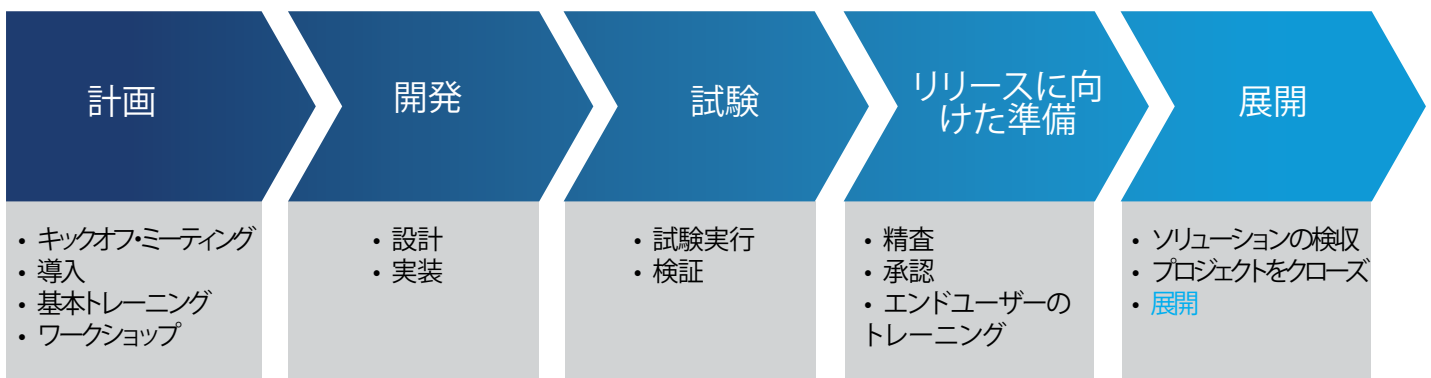 計画
• キックオフ・ミーティング
• 導入
• 基本トレーニング
• ワークショップ
開発
• 設計
• 実装
試験
• 試験実行
• 検証
リリースに向
けた準備
• 精査
• 承認
• エンドユーザーの
トレーニング
展開
• ソリューションの検収
• プロジェクトをクローズ
• 展開